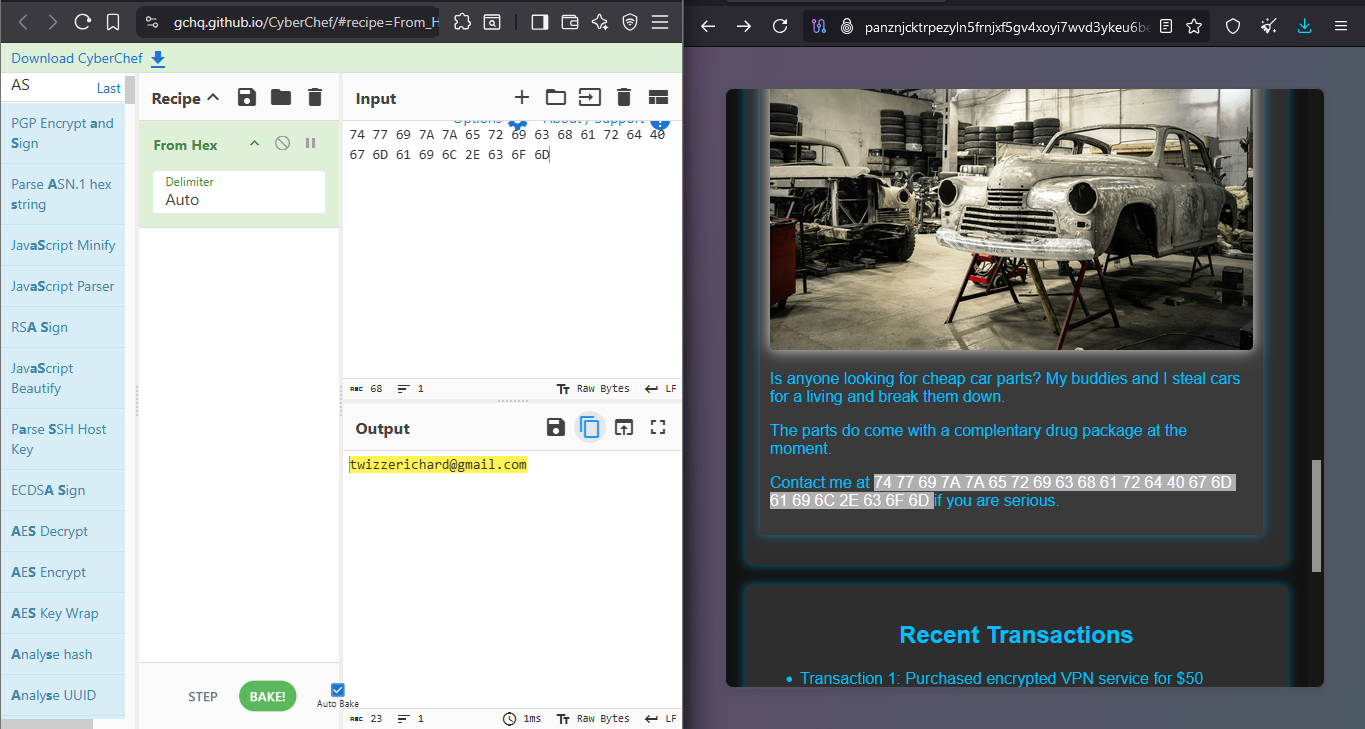 gchq.github.io/CyberChef/#recipe=From_H
panznjcktrpezyln5frnjxf5gv4xoyi7wvd3ykeu6be
Download CyberChef
Last
Options
About / Support
AS
PGP Encrypt and
Sign
Parse ASN.1 hex
string
JavaScript Minify
JavaScript Parser
RSA Sign
JavaScript
Beautify
Parse SSH Host
Key
ECDSA Sign
AES Decrypt
AES Encrypt
AES Key Wrap
Analyse hash
Analyse UUID
Recipe
From Hex
Delimiter
Auto
STEP
BAKE!
Auto Bake
Input
74 77 69 7A 7A 65 72 69 63 68 61 72 64 40
67 6D 61 69 6C 2E 63 6F 6D
ABC 68 1
Raw Bytes LF
Output
twizzerichard@gmail.com
ABC 23 1
1ms Raw Bytes LF
Is anyone looking for cheap car parts? My buddies and I steal cars
for a living and break them down.
The parts do come with a complentary drug package at the
moment.
Contact me at 74 77 69 7A 7A 65 72 69 63 68 61 72 64 40 67 6D
61 69 6C 2E 63 6F 6D if you are serious.
Recent Transactions
• Transaction 1: Purchased encrypted VPN service for $50